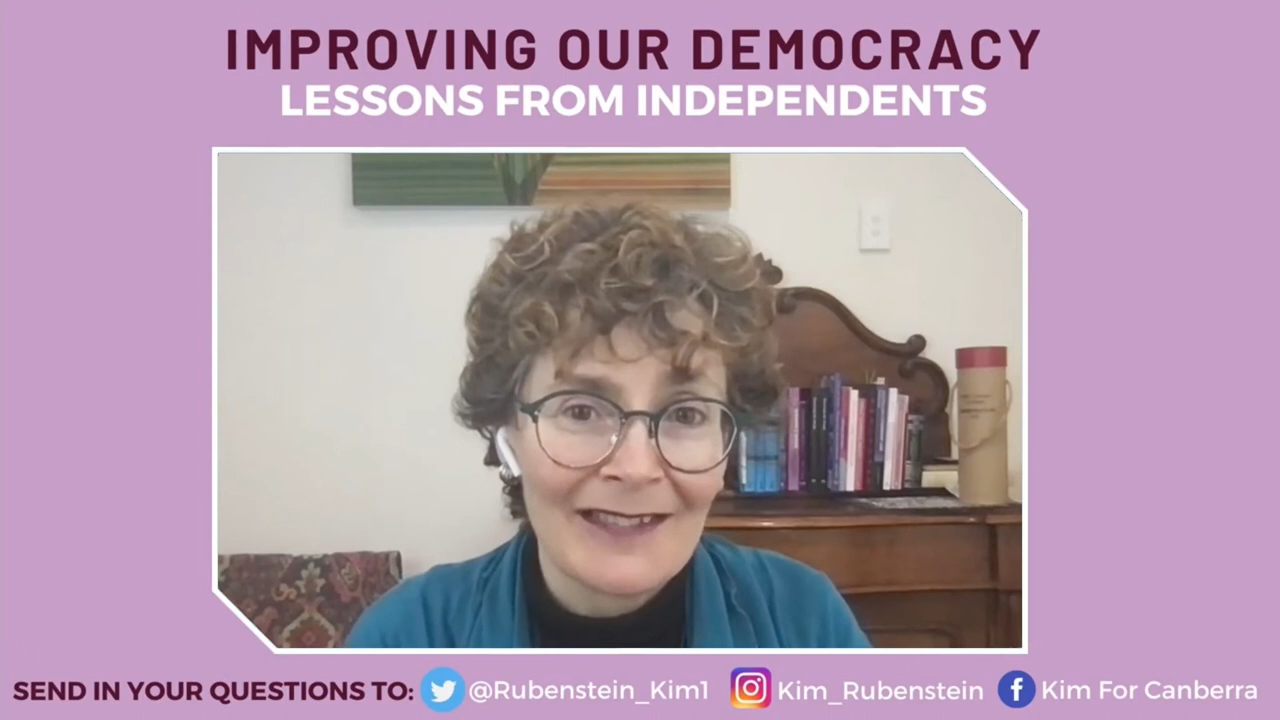 IMPROVING OUR DEMOCRACY
LESSONS FROM INDEPENDENTS
SEND IN YOUR QUESTIONS TO: @Rubenstein_Kim1 Kim_Rubenstein Kim For Canberra